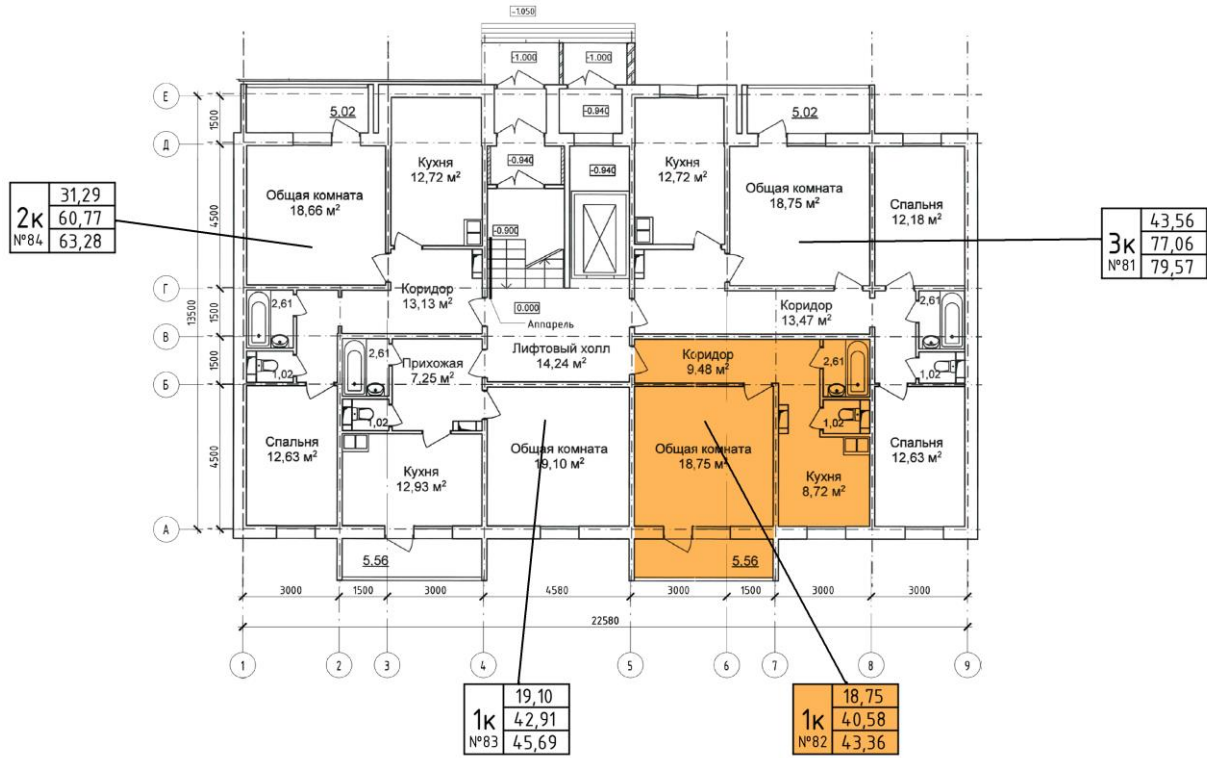 -1.050
-1.000
-1.000
Е
5.02
-0.940
5.02
1500
Д
Кухня
12,72 м²
-0.940
-0.940
Кухня
12,72 м²
Общая комната
18,66 м²
Общая комната
18,75 м²
Спальня
12,18 м²
2к
№84
31,29
60,77
63,28
3к
№81
43,56
77,06
79,57
4500
-0.900
Г
Коридор
13,13 м²
0.000
Аппарель
Коридор
13,47 м²
2,61
2,61
13500
1500
В
Лифтовый холл
14,24 м²
2,61
Прихожая
7,25 м²
Коридор
9,48 м²
2,61
1500
1,02
1,02
Б
1,02
1,02
Спальня
12,63 м²
Кухня
12,93 м²
Общая комната
19,10 м²
Общая комната
18,75 м²
Кухня
8,72 м²
Спальня
12,63 м²
4500
А
5.56
5.56
3000
1500
3000
4580
3000
1500
3000
3000
22580
1
2
3
4
5
6
7
8
9
1к
№83
19,10
42,91
45,69
1к
№82
18,75
40,58
43,36